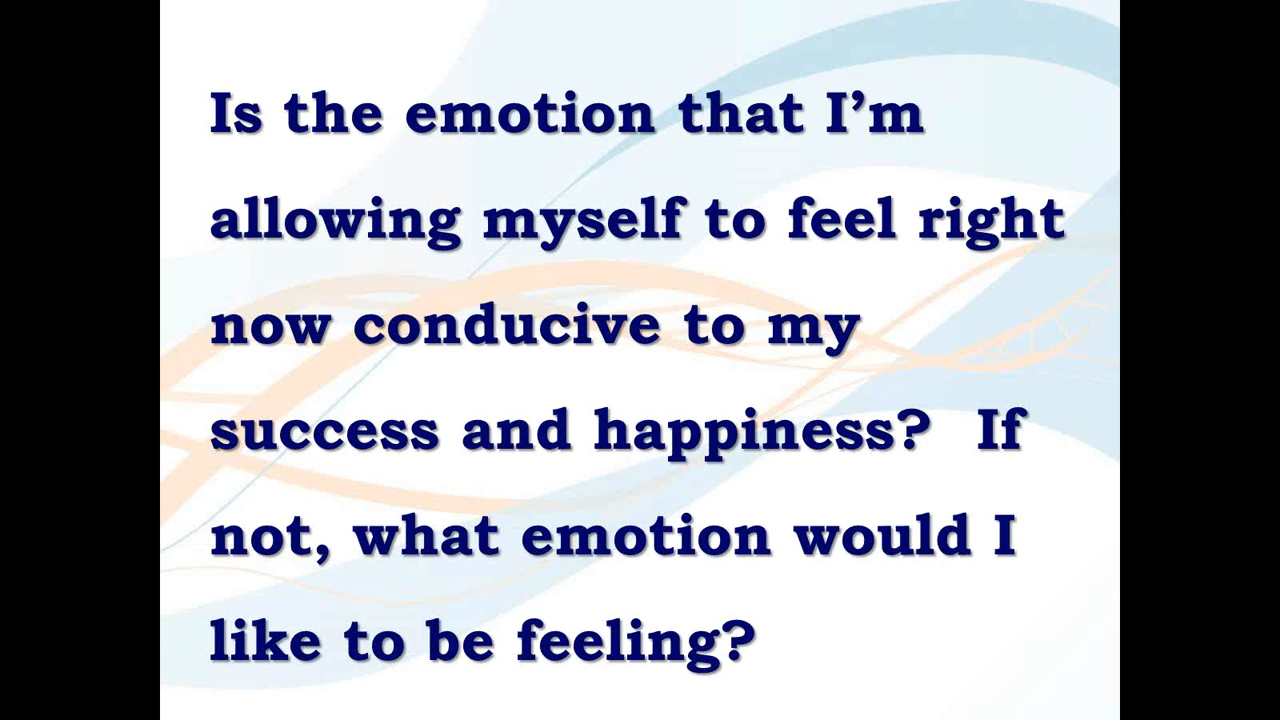 Is the emotion that I’m
allowing myself to feel right
now conducive to my
success and happiness?  If
not, what emotion would I
like to be feeling?